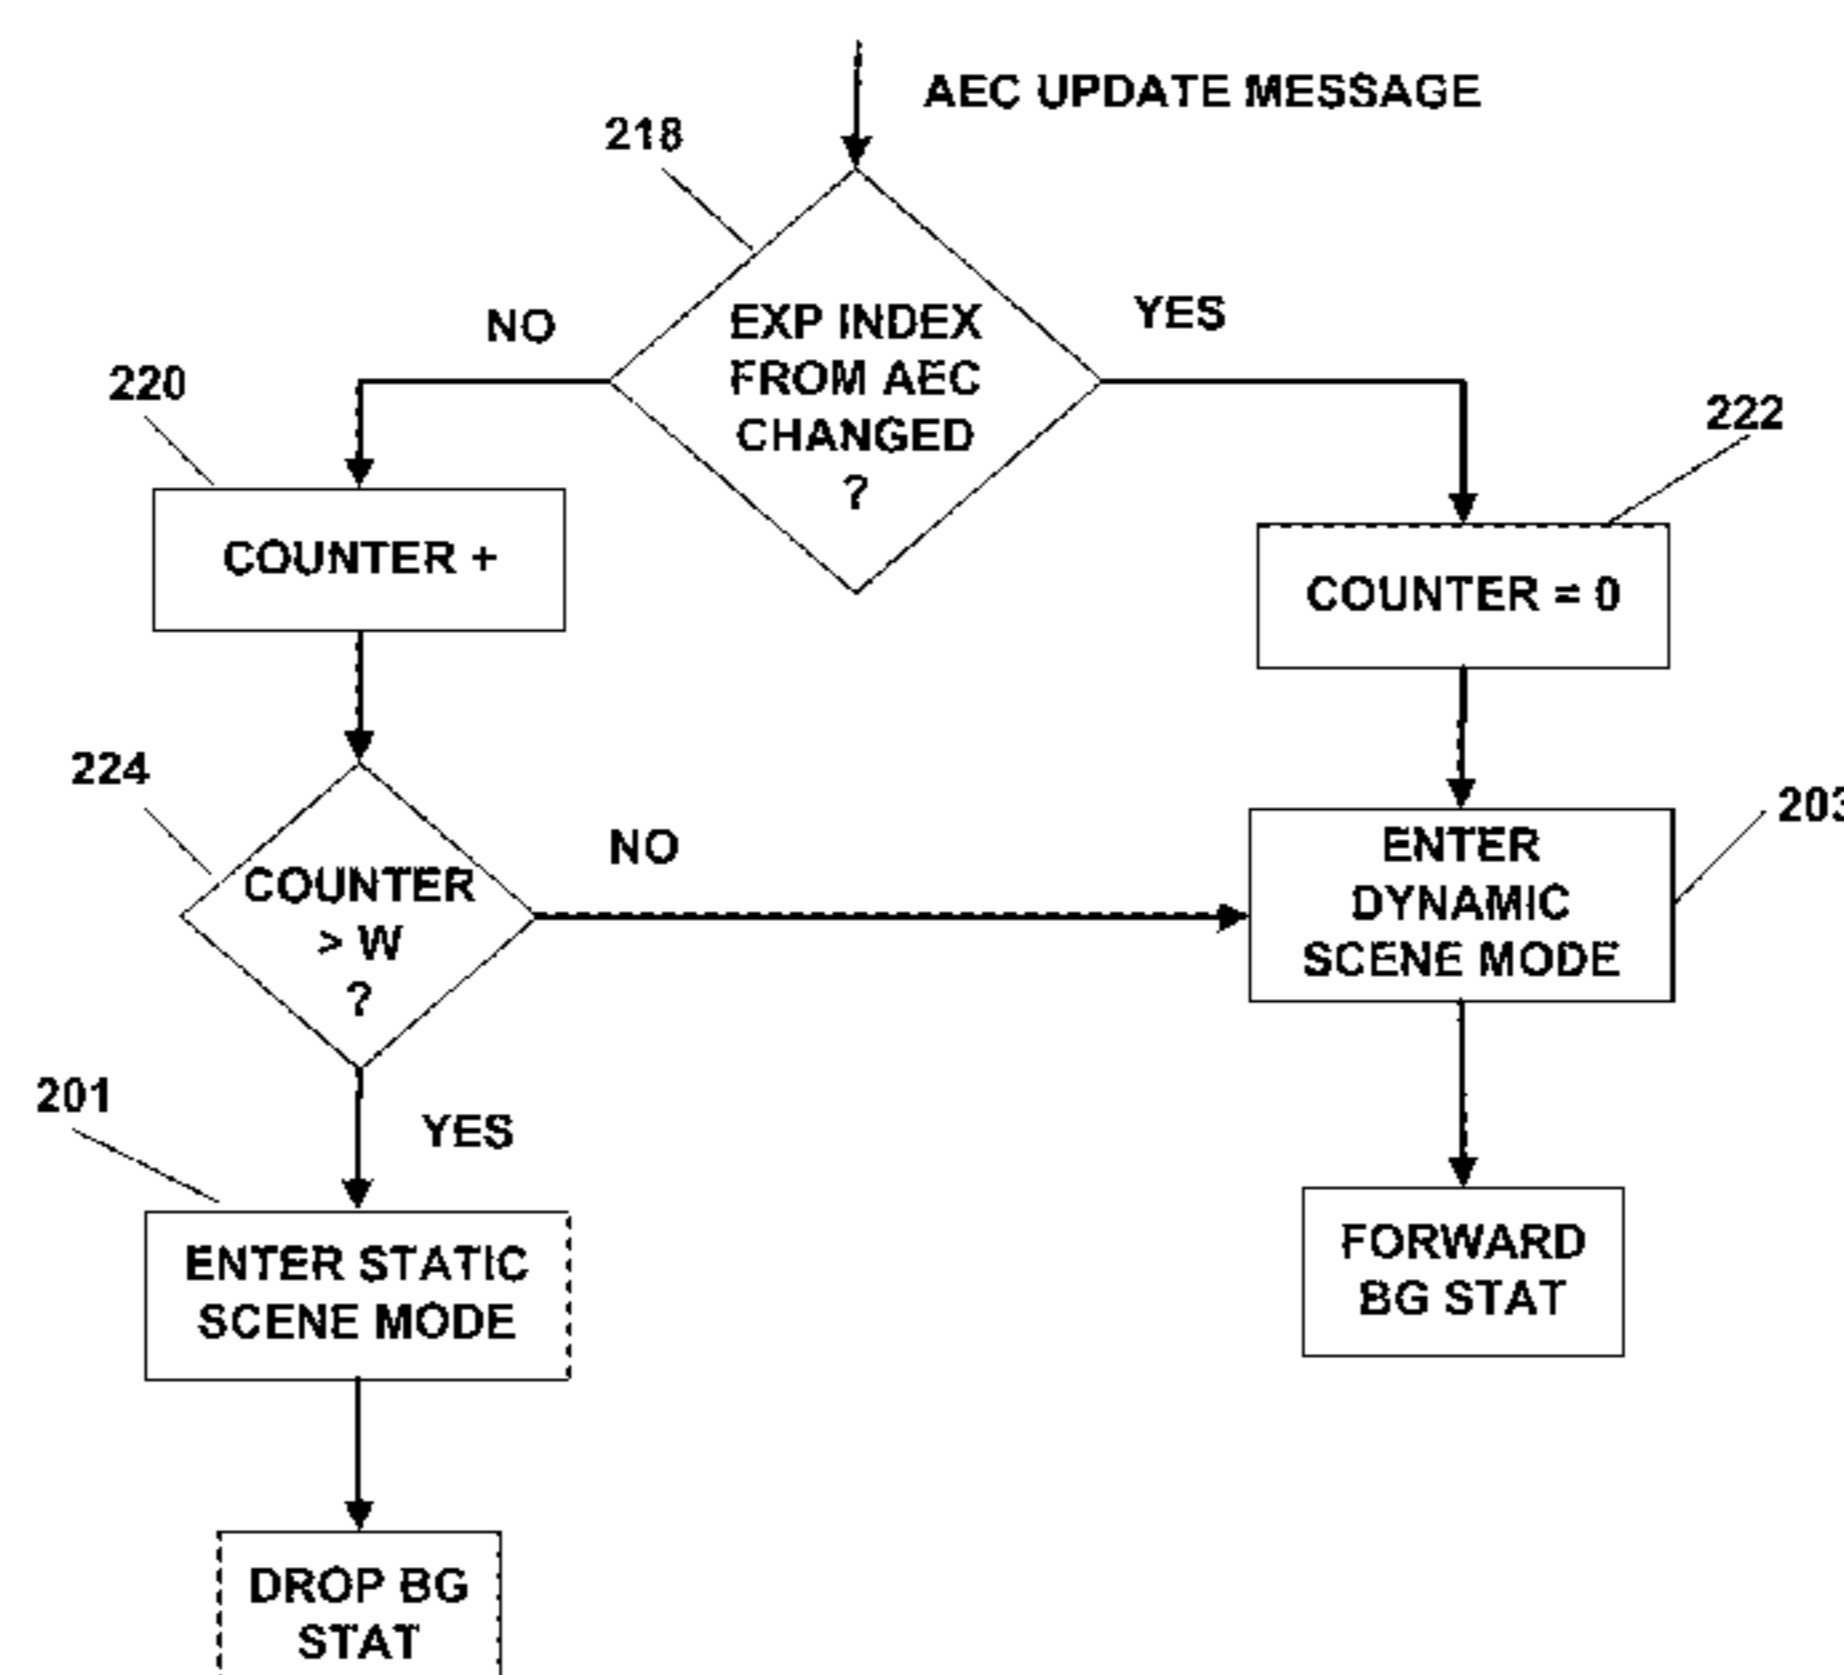 AEC UPDATE MESSAGE
218
EXP INDEX
FROM AEC
CHANGED
?
NO
YES
220
COUNTER +
222
COUNTER = 0
224
COUNTER
> W
?
NO
203
ENTER
DYNAMIC
SCENE MODE
YES
201
ENTER STATIC
SCENE MODE
FORWARD
BG STAT
DROP BG
STAT